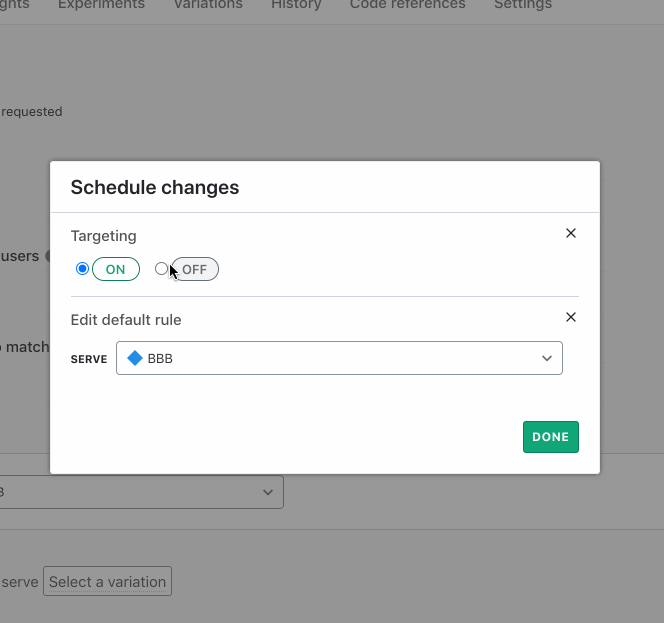 Experiments Variations History Code references Settings
requested
Schedule changes
Targeting
users
ON OFF
Edit default rule
match
SERVE BBB
DONE
serve Select a variation